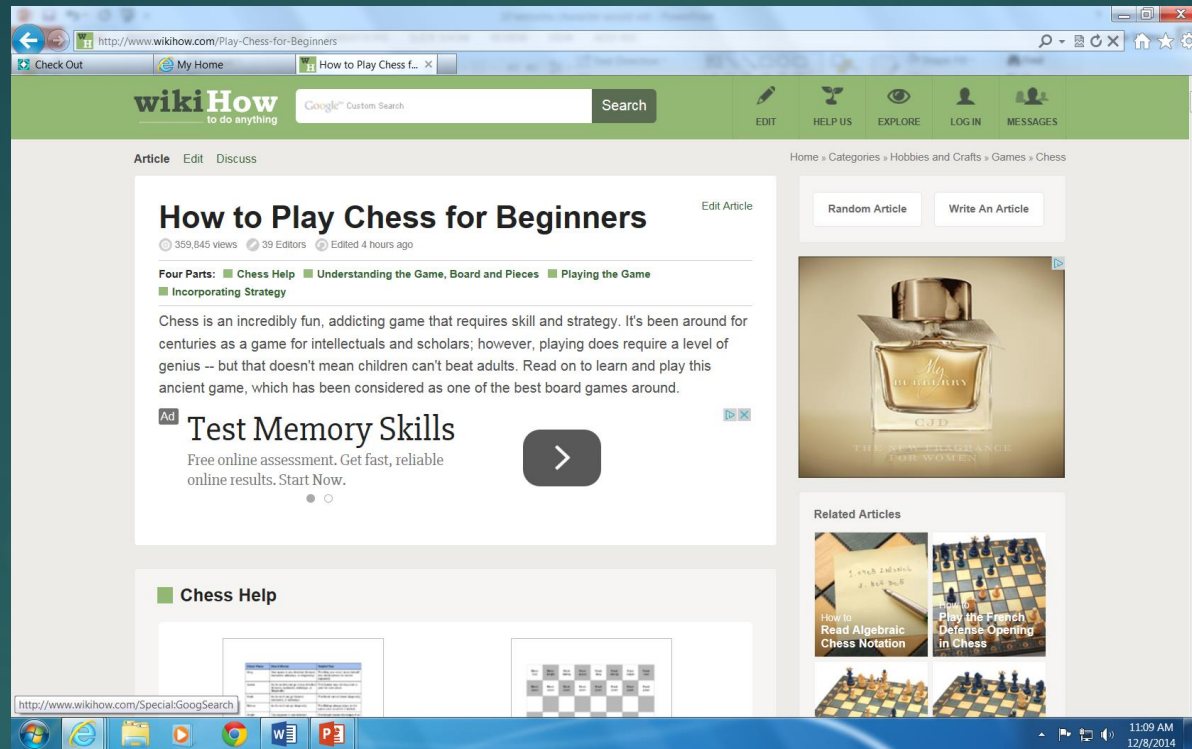 http://www.wikihow.com/Play-Chess-for-Beginners
Check Out
My Home
How to Play Chess f...
wikiHow
to do anything
Google™ Custom Search
Search
EDIT
HELP US
EXPLORE
LOG IN
MESSAGES
Article Edit Discuss
Home » Categories » Hobbies and Crafts » Games » Chess
How to Play Chess for Beginners
Edit Article
359,845 views 39 Editors Edited 4 hours ago
Four Parts: Chess Help Understanding the Game, Board and Pieces Playing the Game
Incorporating Strategy
Chess is an incredibly fun, addicting game that requires skill and strategy. It's been around for
centuries as a game for intellectuals and scholars; however, playing does require a level of
genius -- but that doesn't mean children can't beat adults. Read on to learn and play this
ancient game, which has been considered as one of the best board games around.
Ad
Test Memory Skills
Free online assessment. Get fast, reliable
online results. Start Now.
Random Article
Write An Article
My
BURBERRY
CJD
THE NEW FRAGRANCE
FOR WOMEN
Related Articles
How to
Read Algebraic
Chess Notation
How to
Play the French
Defense Opening
in Chess
Chess Help
http://www.wikihow.com/Special:GoogSearch
11:09 AM
12/8/2014